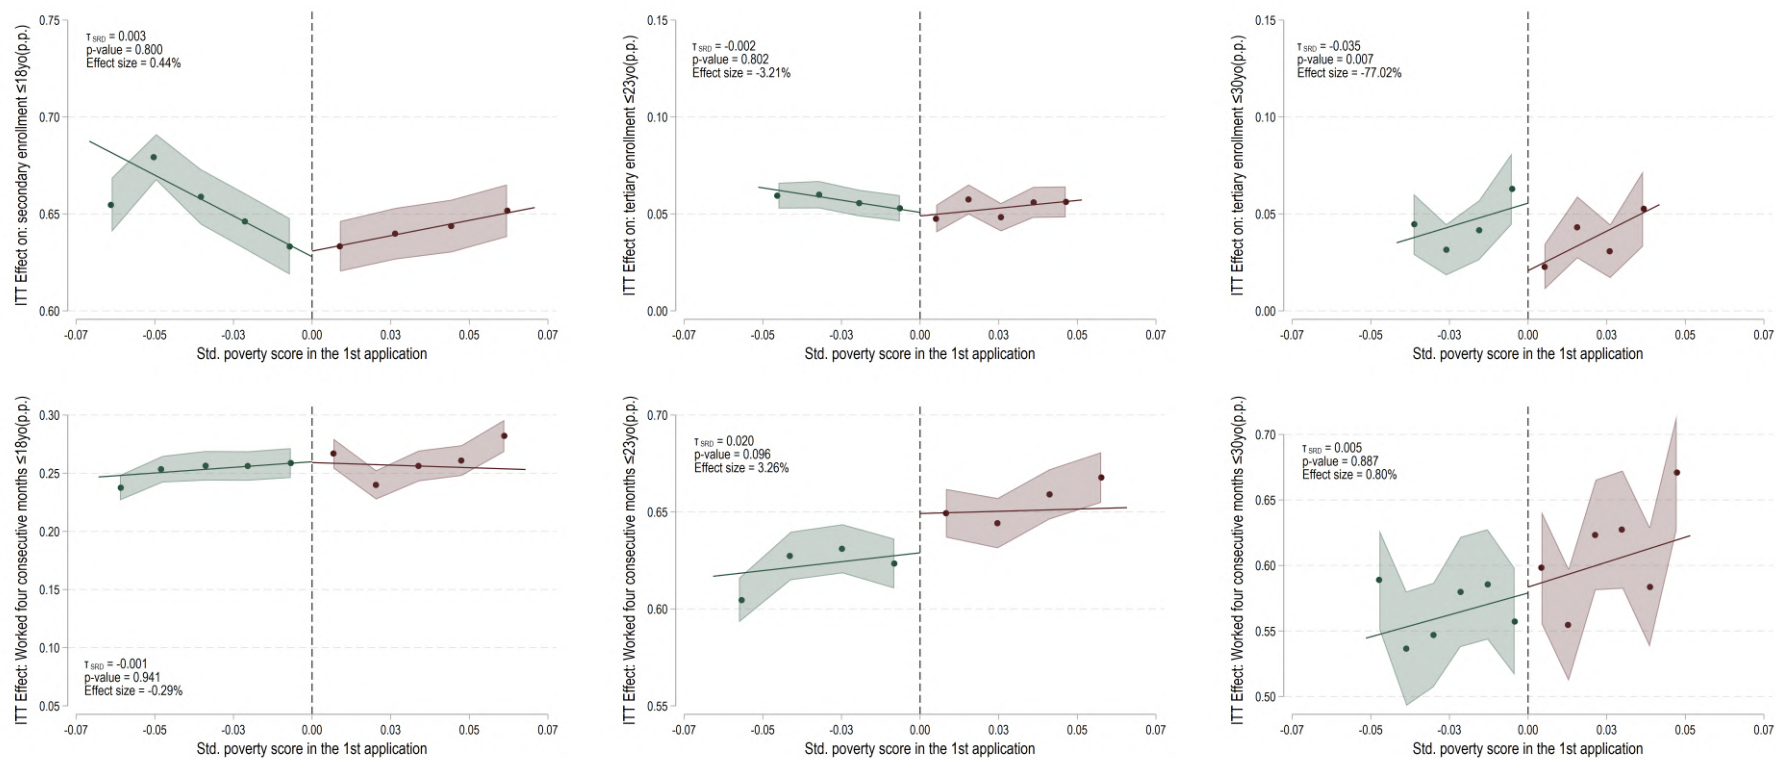 ITT Effect on: secondary enrollment ≤18yo(p.p.)
0.75
0.70
0.65
0.60
τ SRD = 0.003
p-value = 0.800
Effect size = 0.44%
-0.07 -0.05 -0.03 0.00 0.03 0.05 0.07
Std. poverty score in the 1st application
ITT Effect on: tertiary enrollment ≤23yo(p.p.)
0.15
0.10
0.05
0.00
τ SRD = -0.002
p-value = 0.802
Effect size = -3.21%
-0.07 -0.05 -0.03 0.00 0.03 0.05 0.07
Std. poverty score in the 1st application
ITT Effect on: tertiary enrollment ≤30yo(p.p.)
0.15
0.10
0.05
0.00
τ SRD = -0.035
p-value = 0.007
Effect size = -77.02%
-0.07 -0.05 -0.03 0.00 0.03 0.05 0.07
Std. poverty score in the 1st application
ITT Effect: Worked four consecutive months ≤18yo(p.p.)
0.30
0.25
0.20
0.15
0.10
0.05
τ SRD = -0.001
p-value = 0.941
Effect size = -0.29%
-0.07 -0.05 -0.03 0.00 0.03 0.05 0.07
Std. poverty score in the 1st application
ITT Effect: Worked four consecutive months ≤23yo(p.p.)
0.70
0.65
0.60
0.55
τ SRD = 0.020
p-value = 0.096
Effect size = 3.26%
-0.07 -0.05 -0.03 0.00 0.03 0.05 0.07
Std. poverty score in the 1st application
ITT Effect: Worked four consecutive months ≤30yo(p.p.)
0.70
0.65
0.60
0.55
0.50
τ SRD = 0.005
p-value = 0.887
Effect size = 0.80%
-0.07 -0.05 -0.03 0.00 0.03 0.05 0.07
Std. poverty score in the 1st application